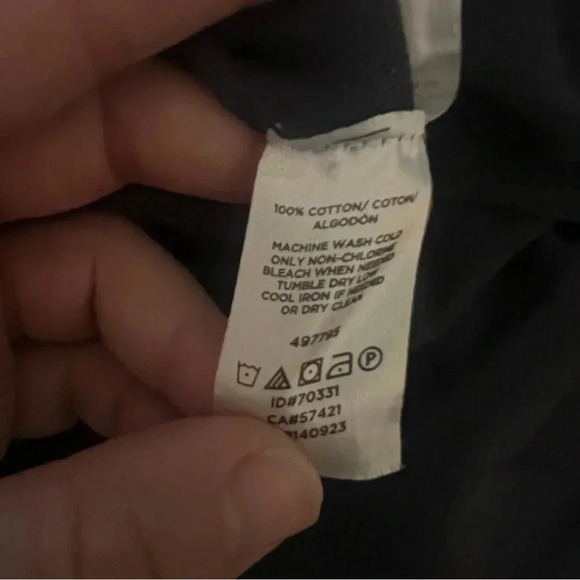 100% COTTON/ COTON/
ALGODÓN
MACHINE WASH COLD
ONLY NON-CHLORINE
BLEACH WHEN NEEDED
TUMBLE DRY LOW
COOL IRON IF NEEDED
OR DRY CLEAN
497795
P
ID#70331
CA#57421
140923